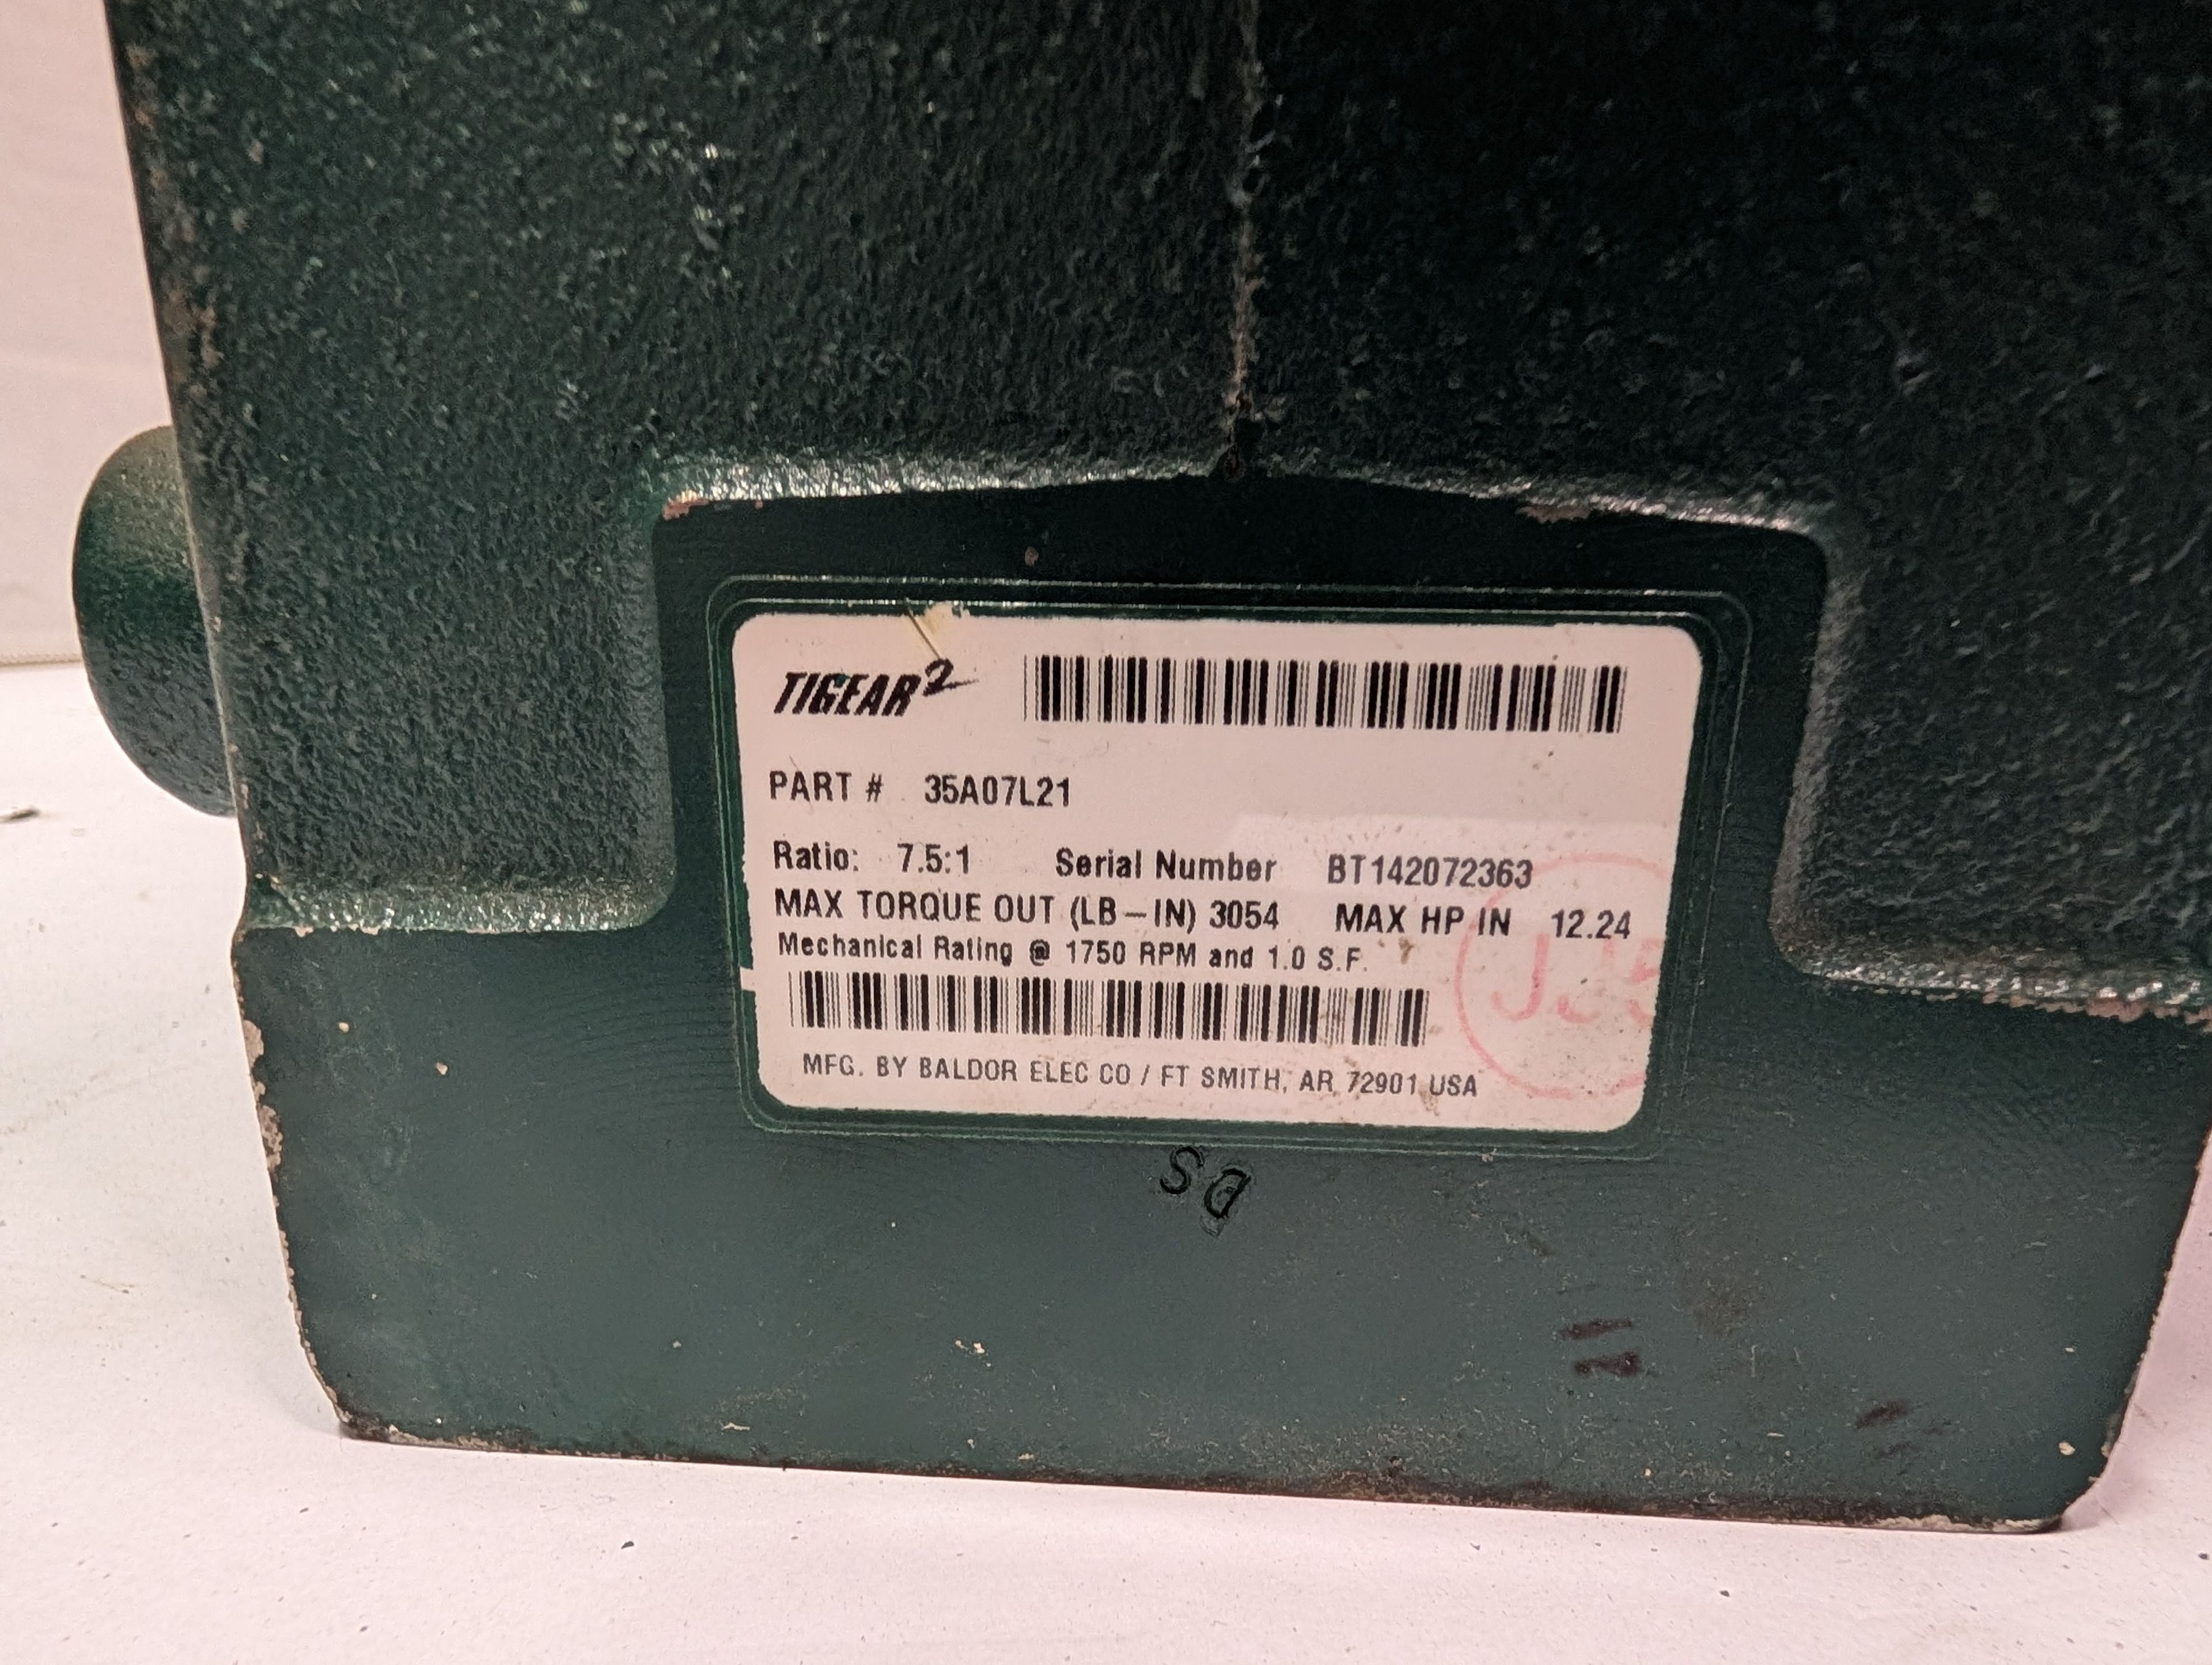 TIGEAR2
PART # 35A07L21
Ratio: 7.5:1 Serial Number BT142072363
MAX TORQUE OUT (LB-IN) 3054 MAX HP IN 12.24
Mechanical Rating @ 1750 RPM and 1.0 S.F.
MFG. BY BALDOR ELEC CO / FT SMITH, AR 72901 USA